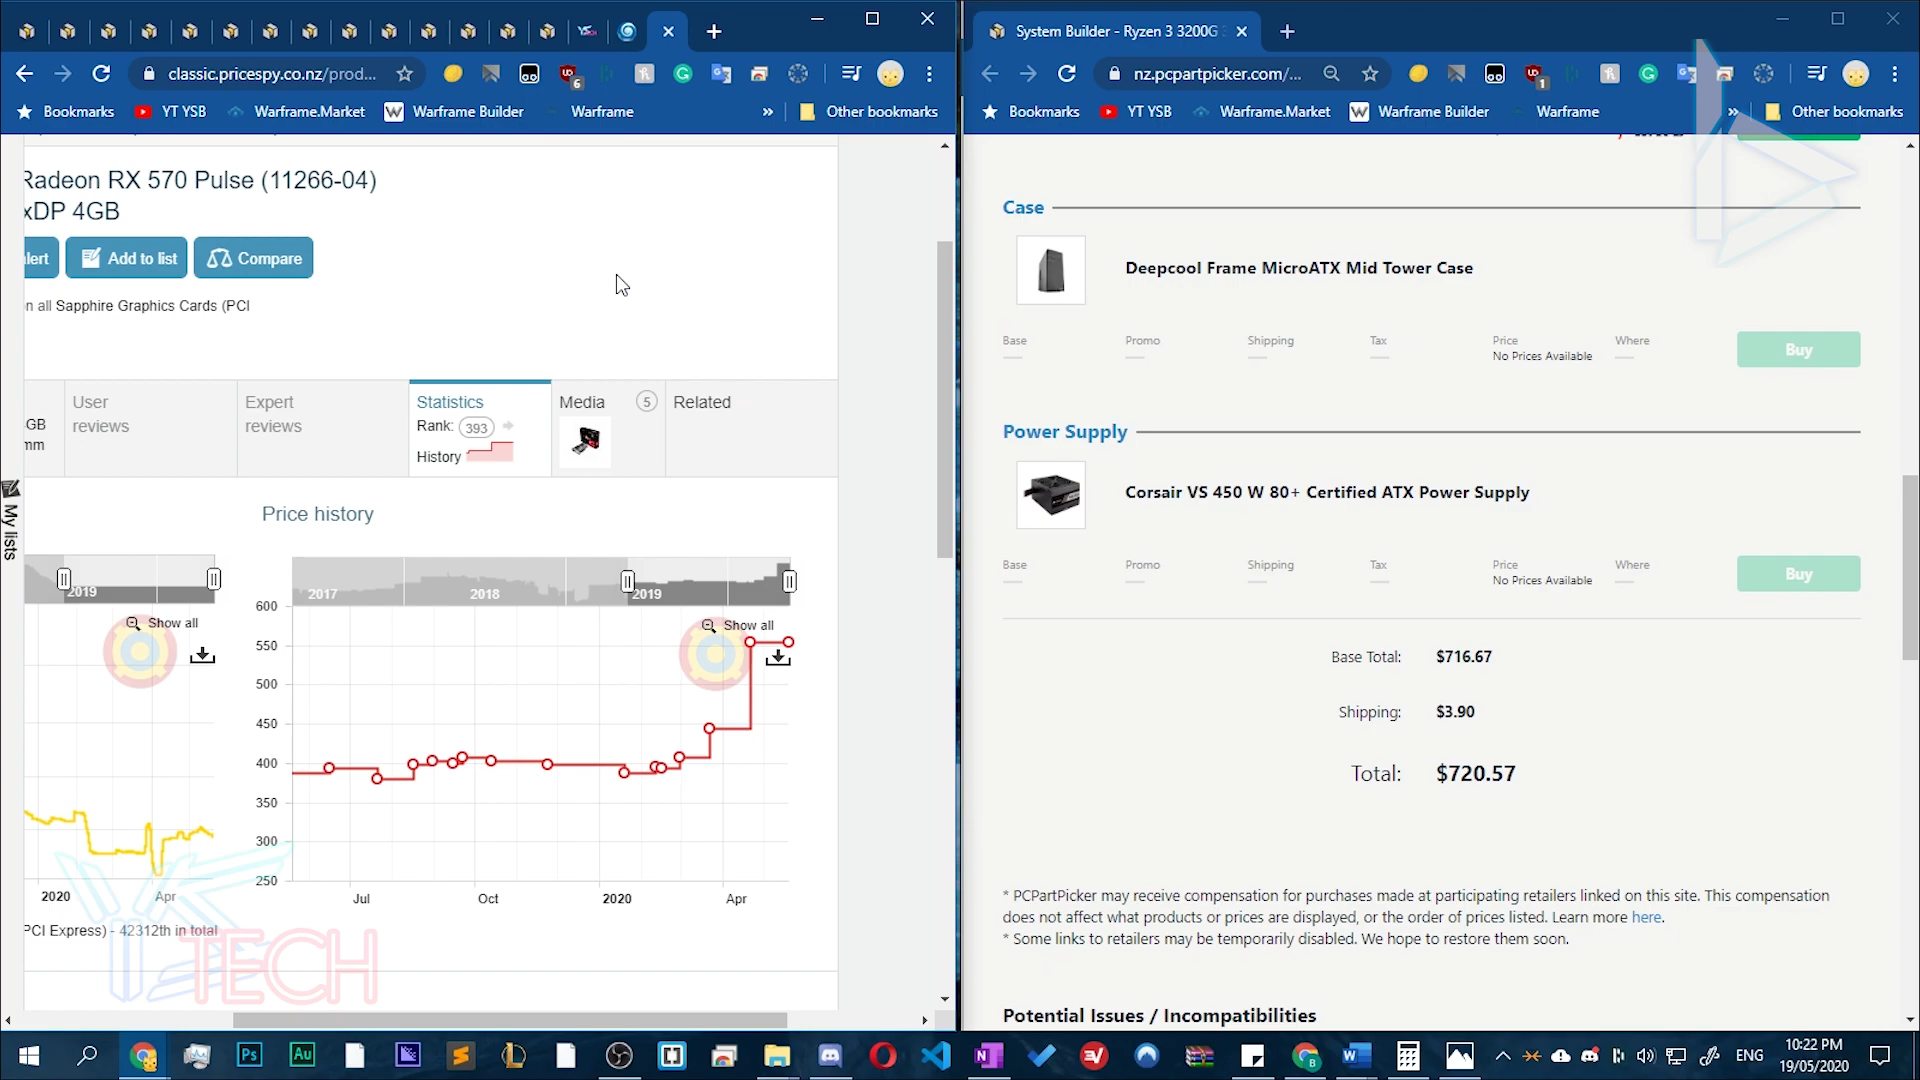 System Builder - Ryzen 3 3200G
classic.pricespy.co.nz/prod...
6
nz.pcpartpicker.com/...
1
Bookmarks
YT YSB
Warframe.Market
Warframe Builder
Warframe
»
Other bookmarks
Bookmarks
YT YSB
Warframe.Market
Warframe Builder
Warframe
»
Other bookmarks
Radeon RX 570 Pulse (11266-04)
xDP 4GB
lert
Add to list
Compare
n all Sapphire Graphics Cards (PCI
GB
mm
User
reviews
Expert
reviews
Statistics
Rank: 393
History
Media 5
Related
My lists
Price history
2019
Show all
2020
Apr
PCI Express) - 42312th in total
2017
2018
2019
Show all
600
550
500
450
400
350
300
250
Jul
Oct
2020
Apr
TECH
Case
Deepcool Frame MicroATX Mid Tower Case
Base
Promo
Shipping
Tax
Price
No Prices Available
Where
Buy
Power Supply
Corsair VS 450 W 80+ Certified ATX Power Supply
Base
Promo
Shipping
Tax
Price
No Prices Available
Where
Buy
Base Total: $716.67
Shipping: $3.90
Total: $720.57
* PCPartPicker may receive compensation for purchases made at participating retailers linked on this site. This compensation
does not affect what products or prices are displayed, or the order of prices listed. Learn more here.
* Some links to retailers may be temporarily disabled. We hope to restore them soon.
Potential Issues / Incompatibilities
Ps
Au
ENG
10:22 PM
19/05/2020